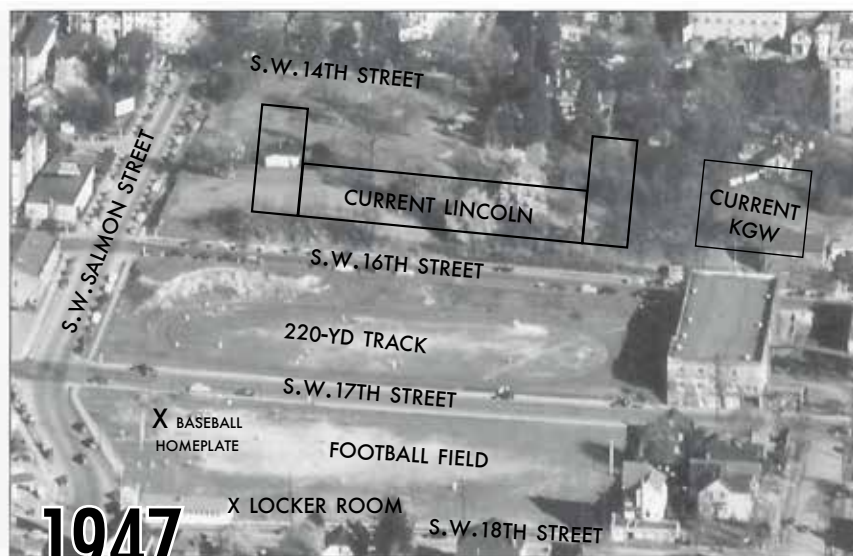 S.W. 14TH STREET
S.W. SALMON STREET
CURRENT LINCOLN
CURRENT
KGW
S.W. 16TH STREET
220-YD TRACK
S.W. 17TH STREET
X BASEBALL
HOMEPLATE
FOOTBALL FIELD
X LOCKER ROOM
S.W. 18TH STREET
1947